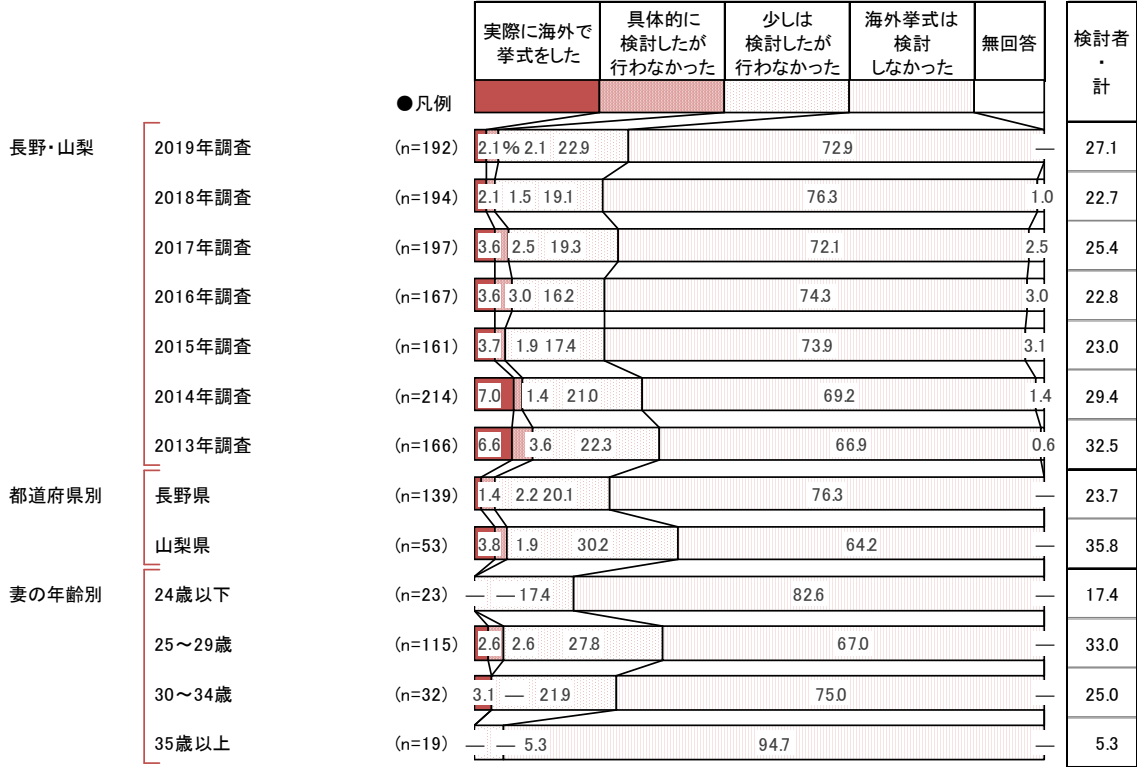 実際に海外で
挙式をした
具体的に
検討したが
行わなかった
少しは
検討したが
行わなかった
海外挙式は
検討
しなかった
無回答
検討者
・
計
●凡例
長野・山梨 2019年調査 (n=192) 2.1% 2.1 22.9 72.9 — 27.1
2018年調査 (n=194) 2.1 1.5 19.1 76.3 1.0 22.7
2017年調査 (n=197) 3.6 2.5 19.3 72.1 2.5 25.4
2016年調査 (n=167) 3.6 3.0 16.2 74.3 3.0 22.8
2015年調査 (n=161) 3.7 1.9 17.4 73.9 3.1 23.0
2014年調査 (n=214) 7.0 1.4 21.0 69.2 1.4 29.4
2013年調査 (n=166) 6.6 3.6 22.3 66.9 0.6 32.5
都道府県別 長野県 (n=139) 1.4 2.2 20.1 76.3 — 23.7
山梨県 (n=53) 3.8 1.9 30.2 64.2 — 35.8
妻の年齢別 24歳以下 (n=23) — — 17.4 82.6 — 17.4
25～29歳 (n=115) 2.6 2.6 27.8 67.0 — 33.0
30～34歳 (n=32) 3.1 — 21.9 75.0 — 25.0
35歳以上 (n=19) — — 5.3 94.7 — 5.3